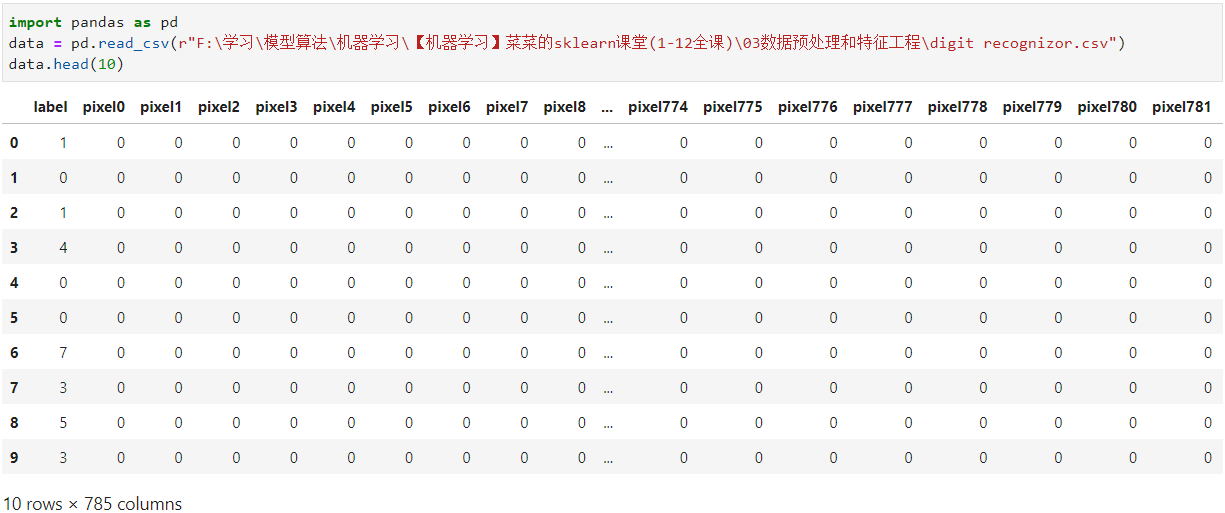 import pandas as pd
data = pd.read_csv(r"F:\学习\模型算法\机器学习\【机器学习】菜菜的sklearn课堂(1-12全课)\03数据预处理和特征工程\digit recognizor.csv")
data.head(10)
label pixel0 pixel1 pixel2 pixel3 pixel4 pixel5 pixel6 pixel7 pixel8 ... pixel774 pixel775 pixel776 pixel777 pixel778 pixel779 pixel780 pixel781
0 1 0 0 0 0 0 0 0 0 0 ... 0 0 0 0 0 0 0 0
1 0 0 0 0 0 0 0 0 0 0 ... 0 0 0 0 0 0 0 0
2 1 0 0 0 0 0 0 0 0 0 ... 0 0 0 0 0 0 0 0
3 4 0 0 0 0 0 0 0 0 0 ... 0 0 0 0 0 0 0 0
4 0 0 0 0 0 0 0 0 0 0 ... 0 0 0 0 0 0 0 0
5 0 0 0 0 0 0 0 0 0 0 ... 0 0 0 0 0 0 0 0
6 7 0 0 0 0 0 0 0 0 0 ... 0 0 0 0 0 0 0 0
7 3 0 0 0 0 0 0 0 0 0 ... 0 0 0 0 0 0 0 0
8 5 0 0 0 0 0 0 0 0 0 ... 0 0 0 0 0 0 0 0
9 3 0 0 0 0 0 0 0 0 0 ... 0 0 0 0 0 0 0 0
10 rows × 785 columns